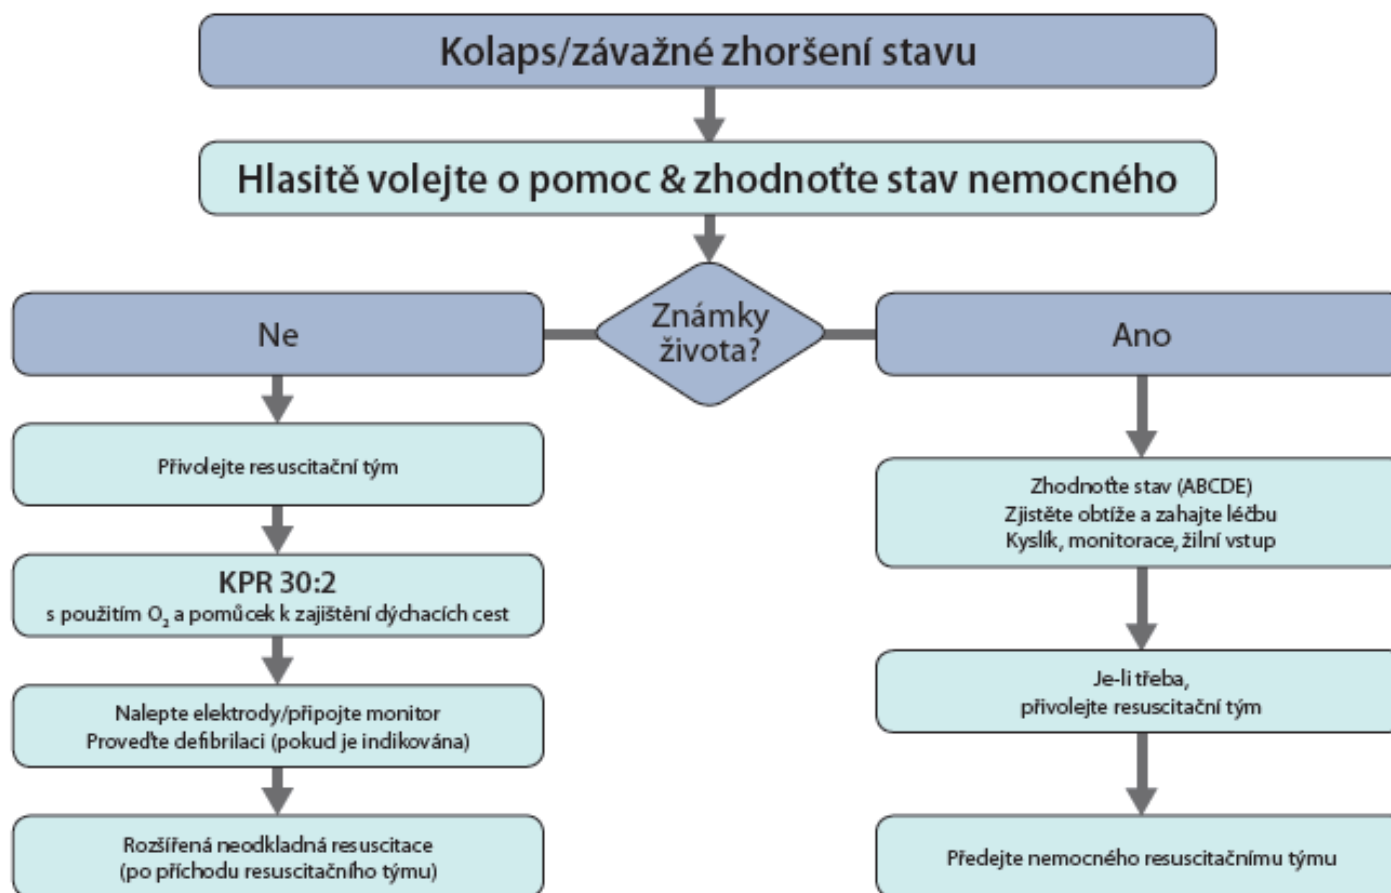 Kolaps/závažné zhoršení stavu
Hlasitě volejte o pomoc & zhodnoťte stav nemocného
Známky
života?
Ne
Přivolejte resuscitační tým
KPR 30:2
s použitím O₂ a pomůcek k zajištění dýchacích cest
Nalepte elektrody/připojte monitor
Proveďte defibrilaci (pokud je indikována)
Rozšířená neodkladná resuscitace
(po příchodu resuscitačního týmu)
Ano
Zhodnoťte stav (ABCDE)
Zjistěte obtíže a zahajte léčbu
Kyslík, monitorace, žilní vstup
Je-li třeba,
přivolejte resuscitační tým
Předejte nemocného resuscitačnímu týmu